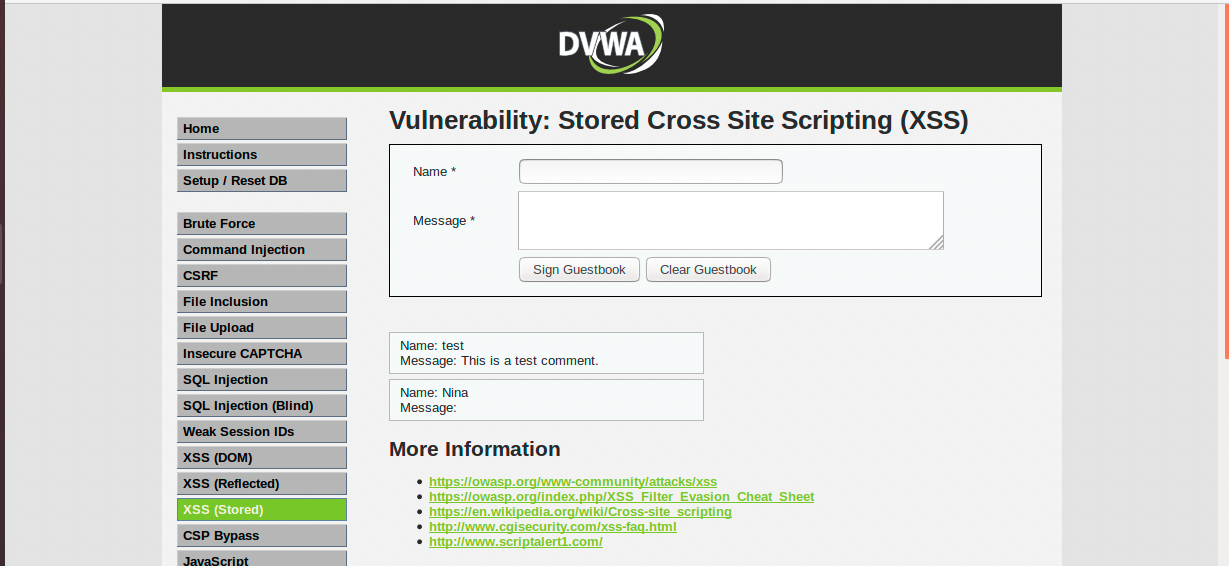 DVWA
Home
Instructions
Setup / Reset DB
Brute Force
Command Injection
CSRF
File Inclusion
File Upload
Insecure CAPTCHA
SQL Injection
SQL Injection (Blind)
Weak Session IDs
XSS (DOM)
XSS (Reflected)
XSS (Stored)
CSP Bypass
JavaScript
Vulnerability: Stored Cross Site Scripting (XSS)
Name *
Message *
Sign Guestbook Clear Guestbook
Name: test
Message: This is a test comment.
Name: Nina
Message:
More Information
https://owasp.org/www-community/attacks/xss
https://owasp.org/index.php/XSS_Filter_Evasion_Cheat_Sheet
https://en.wikipedia.org/wiki/Cross-site_scripting
http://www.cgisecurity.com/xss-faq.html
http://www.scriptalert1.com/